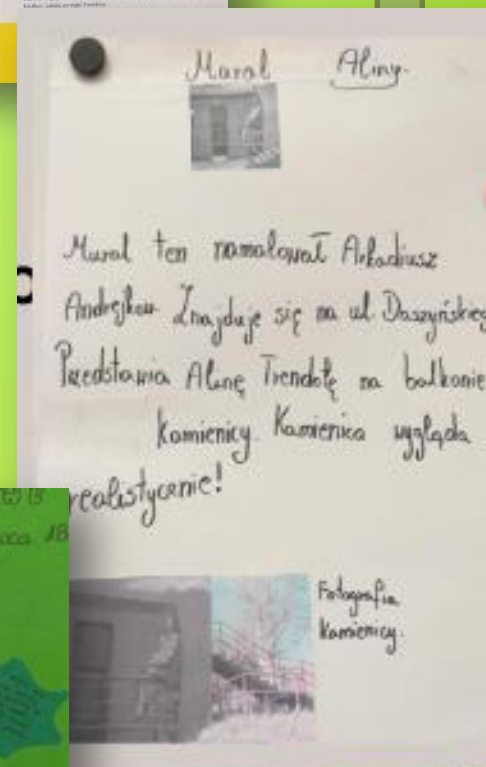 Mural Aliny.
Mural ten namalował Arkadiusz
Andrejkow Znajduje się na ul Daszyńskieg
Przedstawia Alinę Trendotę na balkonie
kamienicy. Kamienica wygląda
realistycznie!
Fotografia
kamienicy.